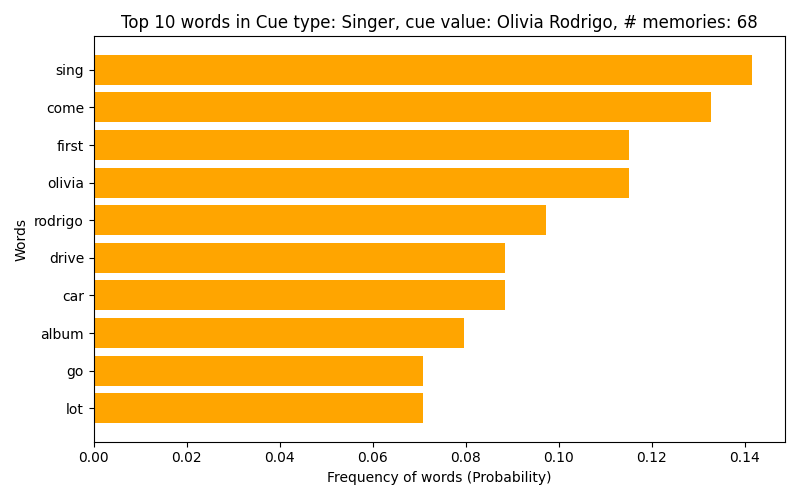 Top 10 words in Cue type: Singer, cue value: Olivia Rodrigo, # memories: 68
sing
come
first
olivia
rodrigo
drive
car
album
go
lot
Words
0.00 0.02 0.04 0.06 0.08 0.10 0.12 0.14
Frequency of words (Probability)